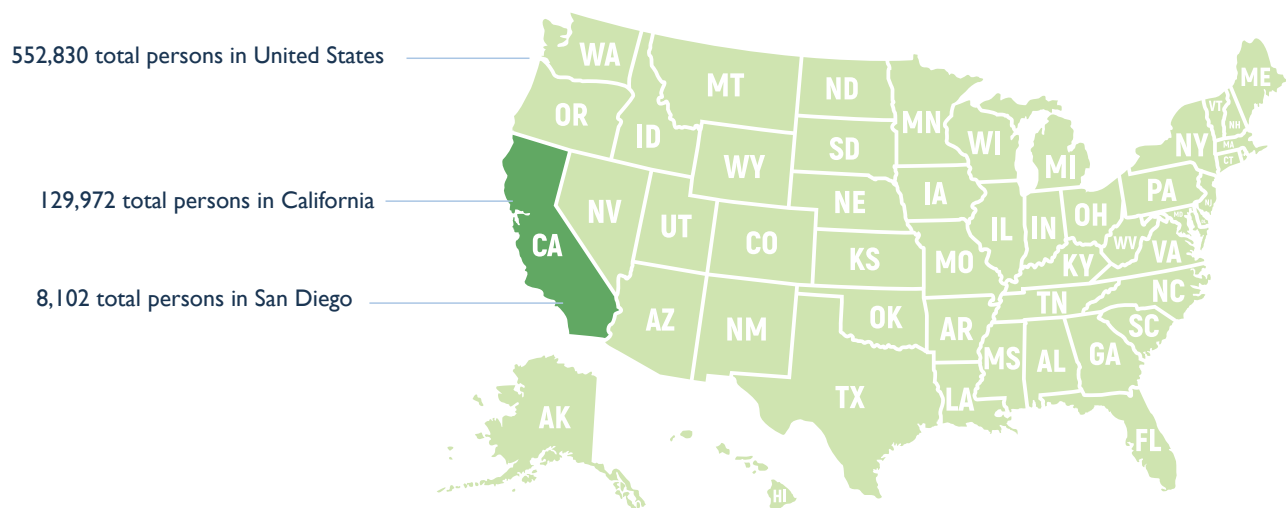 552,830 total persons in United States
129,972 total persons in California
8,102 total persons in San Diego
WA
OR
CA
ID
NV
MT
WY
UT
AZ
CO
NM
ND
SD
NE
KS
OK
TX
MN
IA
MO
AR
LA
WI
IL
MI
IN
OH
KY
TN
MS
AL
GA
FL
SC
NC
VA
WV
PA
NY
VT
NH
ME
MA
CT
NJ
MD
AK
HI